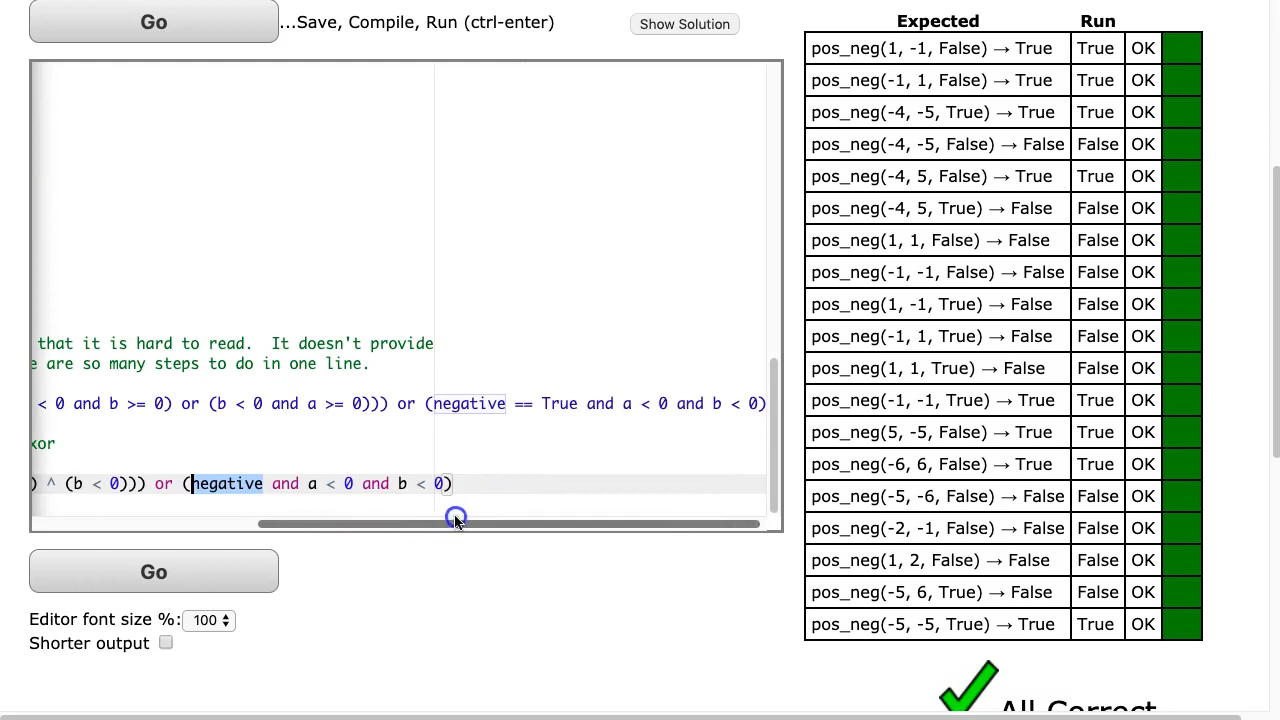 Go
...Save, Compile, Run (ctrl-enter)
Show Solution
that it is hard to read.  It doesn't provide
e are so many steps to do in one line.
< 0 and b >= 0) or (b < 0 and a >= 0))) or (negative == True and a < 0 and b < 0)
xor
) ^ (b < 0))) or (negative and a < 0 and b < 0)
Go
Editor font size %: 100
Shorter output
Expected Run
pos_neg(1, -1, False) → True True OK
pos_neg(-1, 1, False) → True True OK
pos_neg(-4, -5, True) → True True OK
pos_neg(-4, -5, False) → False False OK
pos_neg(-4, 5, False) → True True OK
pos_neg(-4, 5, True) → False False OK
pos_neg(1, 1, False) → False False OK
pos_neg(-1, -1, False) → False False OK
pos_neg(1, -1, True) → False False OK
pos_neg(-1, 1, True) → False False OK
pos_neg(1, 1, True) → False False OK
pos_neg(-1, -1, True) → True True OK
pos_neg(5, -5, False) → True True OK
pos_neg(-6, 6, False) → True True OK
pos_neg(-5, -6, False) → False False OK
pos_neg(-2, -1, False) → False False OK
pos_neg(1, 2, False) → False False OK
pos_neg(-5, 6, True) → False False OK
pos_neg(-5, -5, True) → True True OK
All Correct